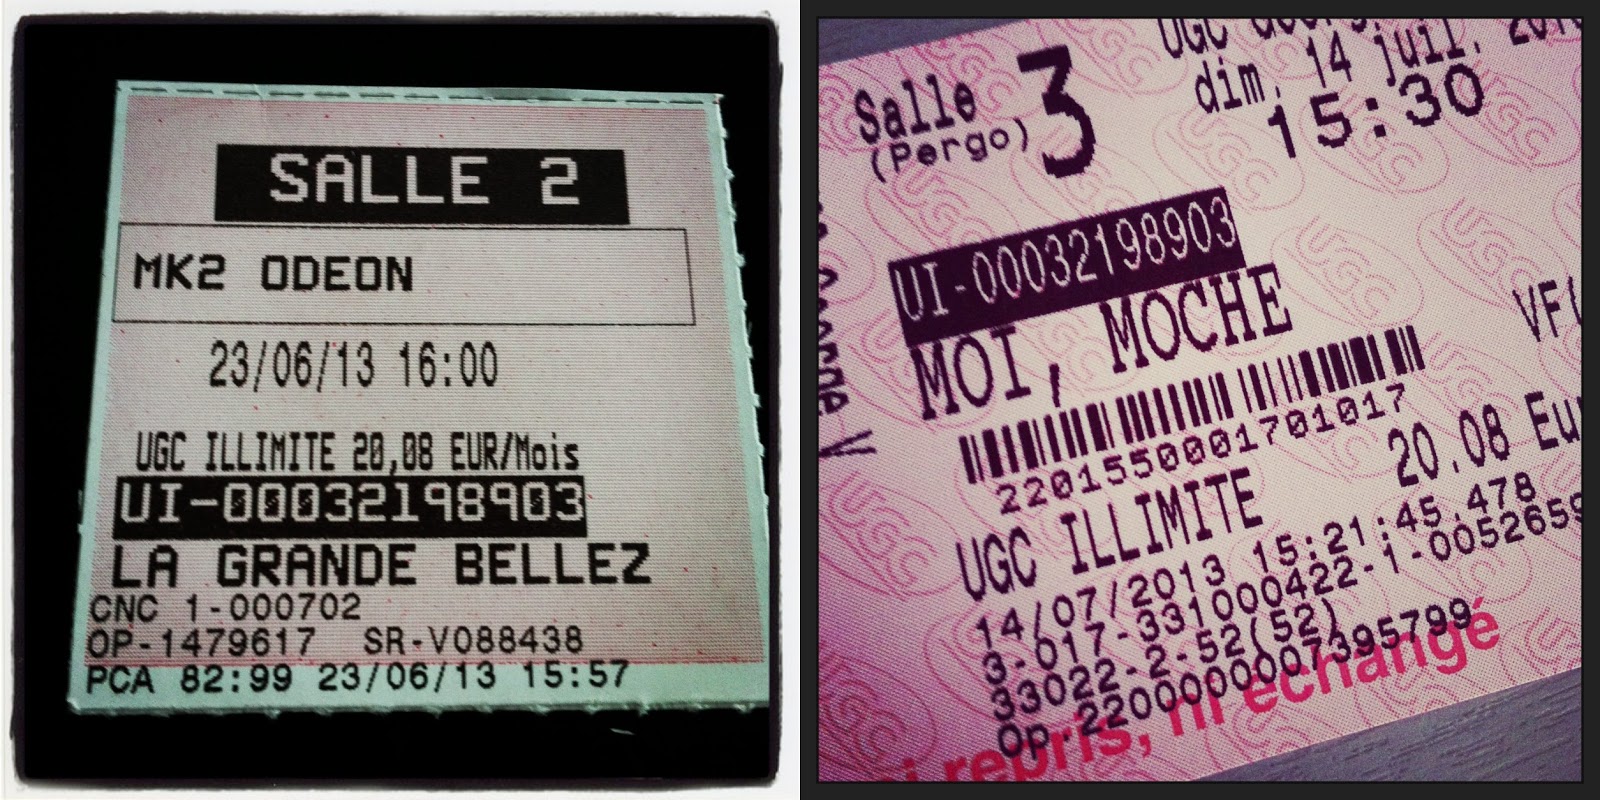 SALLE 2
MK2 ODEON
23/06/13 16:00
UGC ILLIMITE 20,08 EUR/Mois
UI-00032198903
LA GRANDE BELLEZ
CNC 1-000702
OP-1479617 SR-V088438
PCA 82:99 23/06/13 15:57
UGC
dim. 14 juil.
Salle 3
(Pergo)
15:30
UI-00032198903
MOI, MOCHE
VF
2201550001701017
UGC ILLIMITE 20.08 Eu
14/07/2013 15:21:45.478
3-017-331000422-1-0052659
33022-2-52(52)
Op.2200000007395799
repris, ni échangé